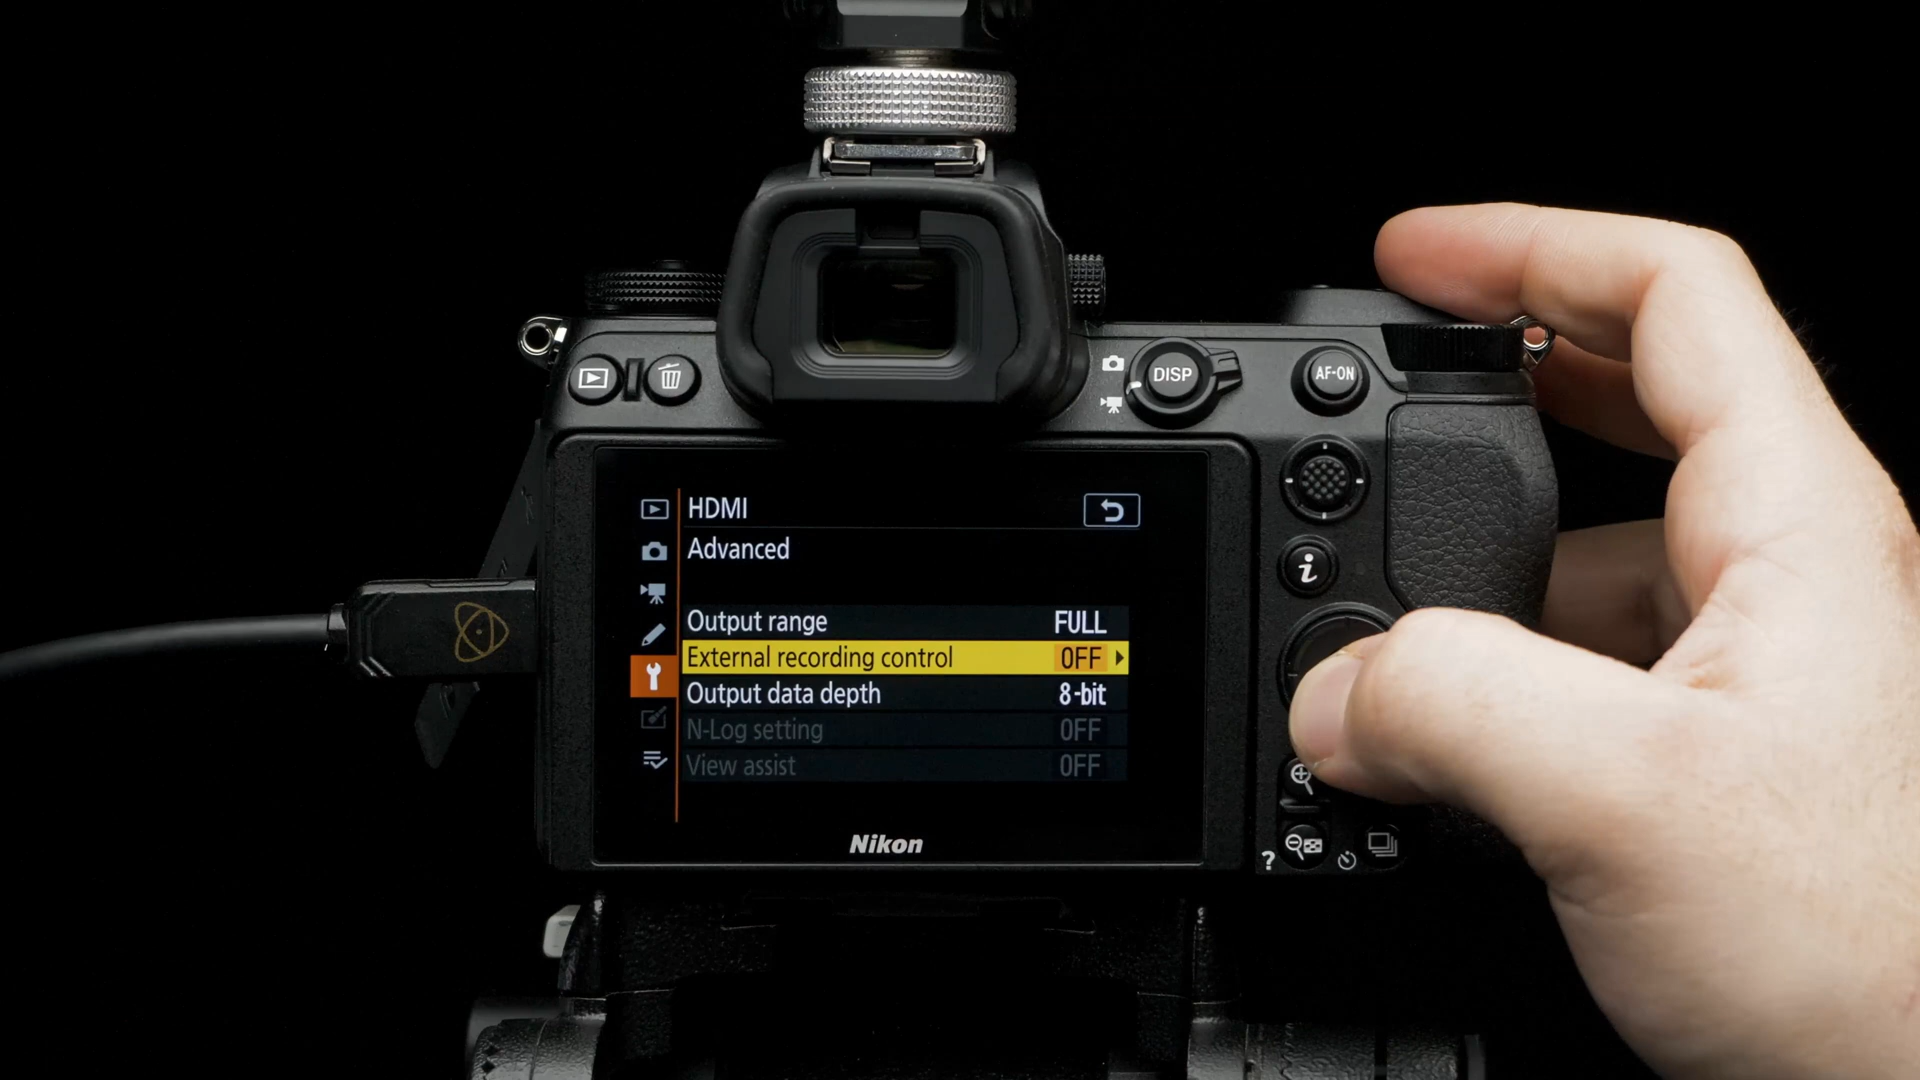 DISP
AF-ON
HDMI
Advanced
Output range FULL
External recording control OFF
Output data depth 8-bit
N-Log setting OFF
View assist OFF
Nikon
i
?